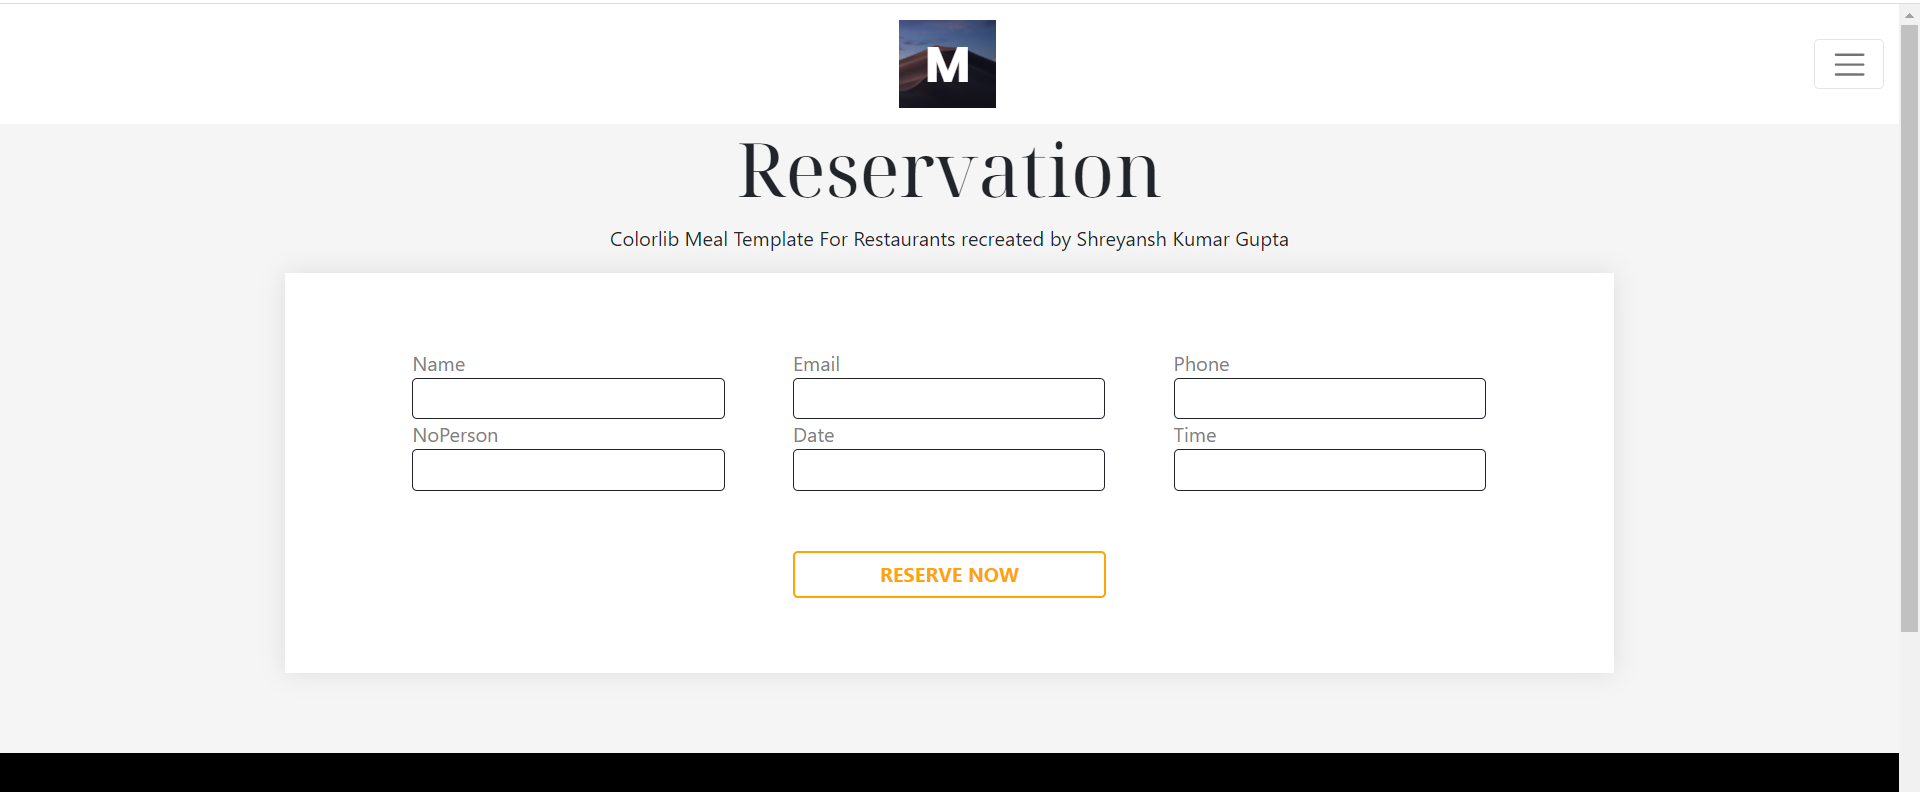 M
Reservation
Colorlib Meal Template For Restaurants recreated by Shreyansh Kumar Gupta
Name Email Phone
NoPerson Date Time
RESERVE NOW